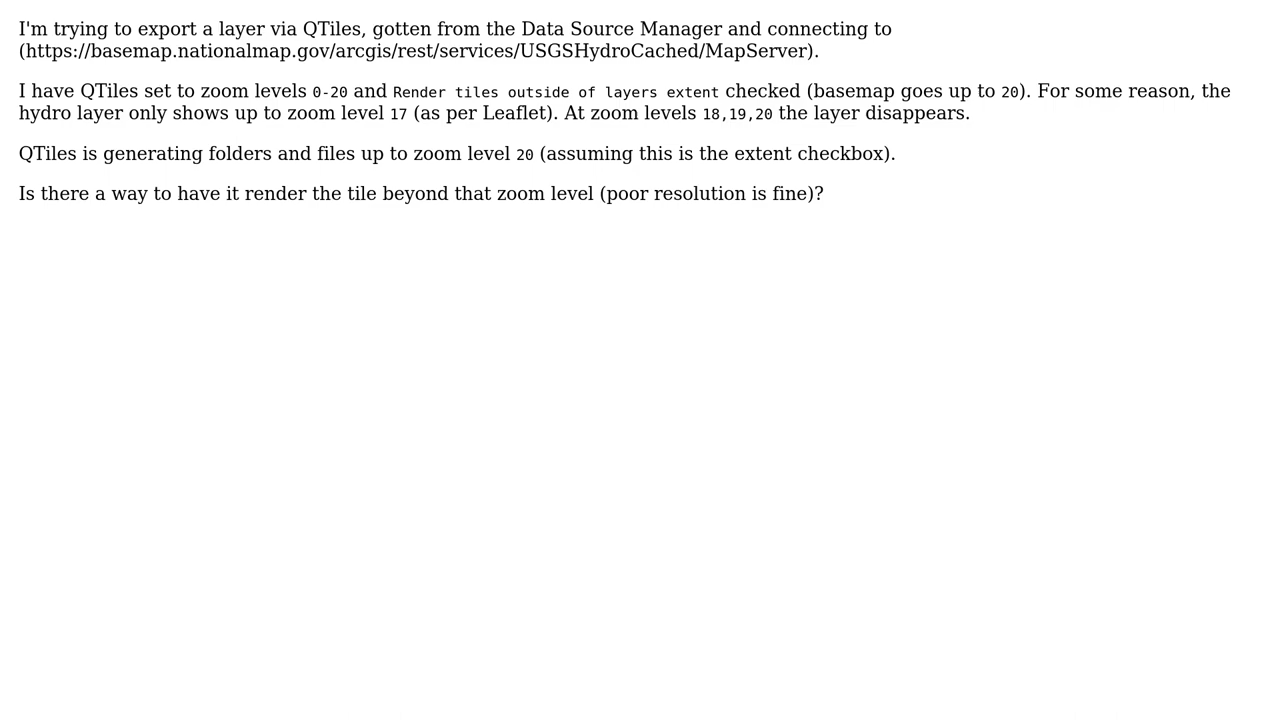 I'm trying to export a layer via QTiles, gotten from the Data Source Manager and connecting to
(https://basemap.nationalmap.gov/arcgis/rest/services/USGSHydroCached/MapServer).
I have QTiles set to zoom levels 0-20 and Render tiles outside of layers extent checked (basemap goes up to 20). For some reason, the
hydro layer only shows up to zoom level 17 (as per Leaflet). At zoom levels 18,19,20 the layer disappears.
QTiles is generating folders and files up to zoom level 20 (assuming this is the extent checkbox).
Is there a way to have it render the tile beyond that zoom level (poor resolution is fine)?